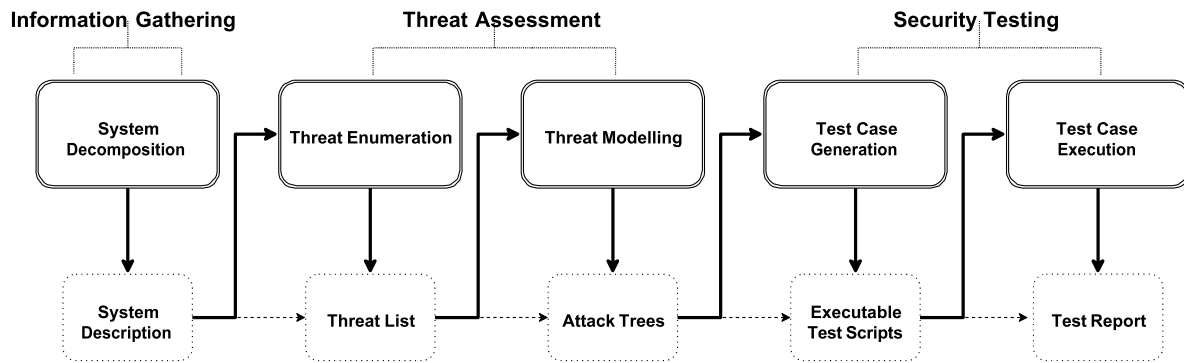 Information Gathering
Threat Assessment
Security Testing
System
Decomposition
Threat Enumeration
Threat Modelling
Test Case
Generation
Test Case
Execution
System
Description
Threat List
Attack Trees
Executable
Test Scripts
Test Report